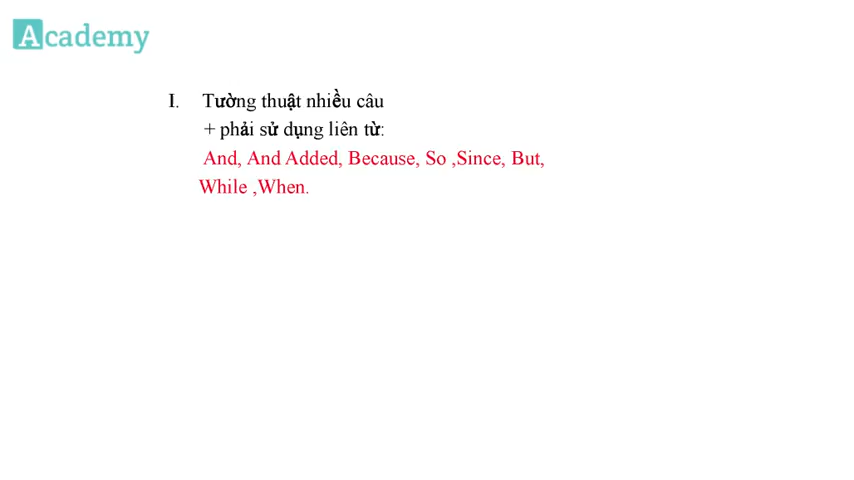 Academy
I. Tường thuật nhiều câu
+ phải sử dụng liên từ:
And, And Added, Because, So ,Since, But,
While ,When.